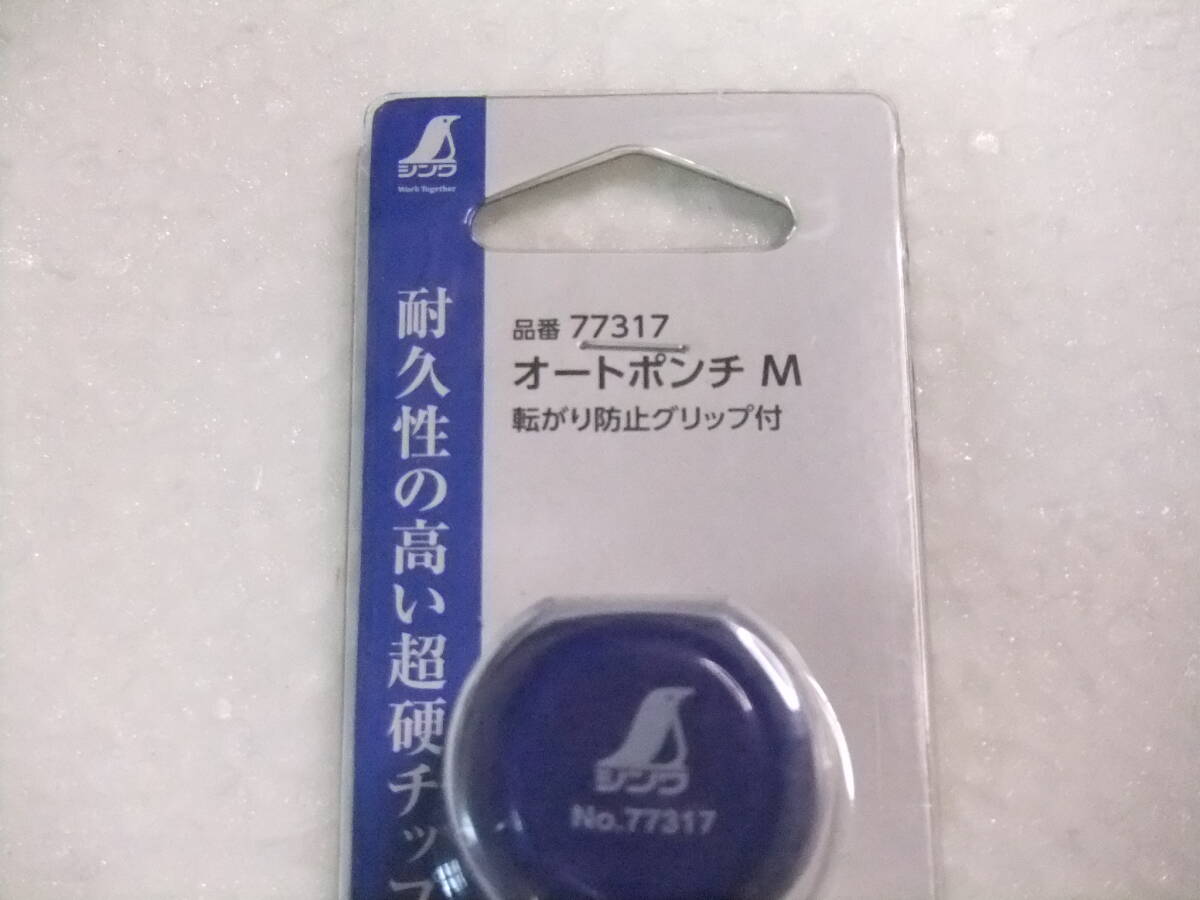 シンワ
Work Together
品番 77317
オートポンチ M
転がり防止グリップ付
耐久性の高い超硬チップ
シンワ
No.77317